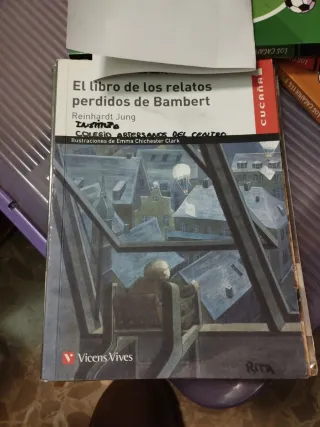 El libro de los relatos
perdidos de Bambert
Reinhardt Jung
COLEGIO ARTESANOS DEL CENTRO
Ilustraciones de Emma Chichester Clark
CUCAÑA
VICENS VIVES
RITA